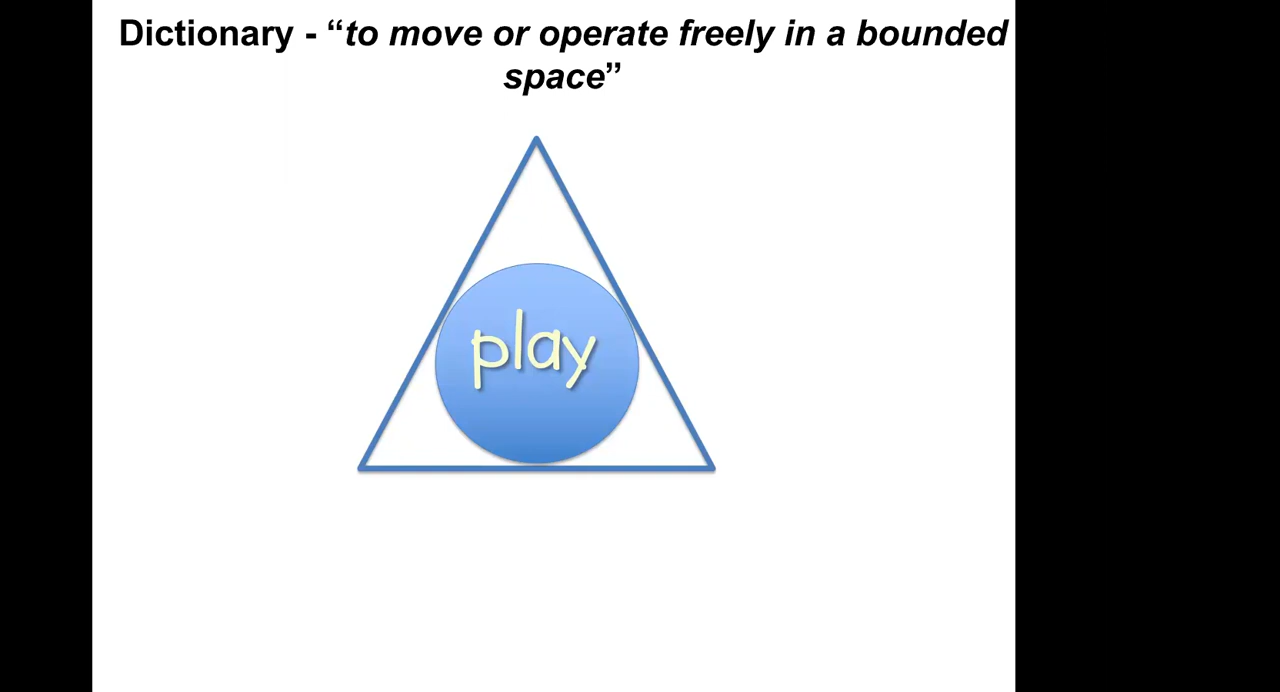 Dictionary - “to move or operate freely in a bounded
space”
play